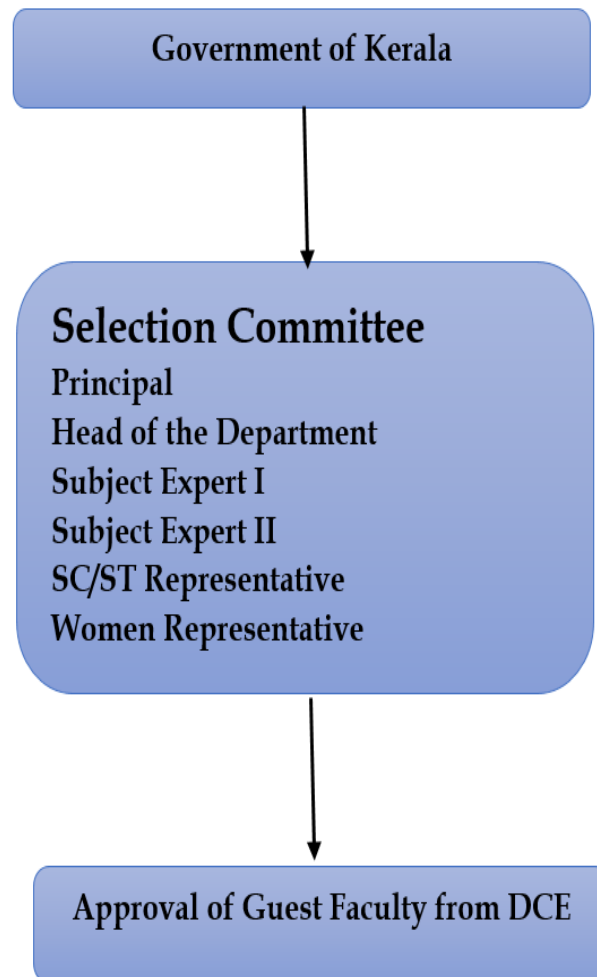 Government of Kerala
Selection Committee
Principal
Head of the Department
Subject Expert I
Subject Expert II
SC/ST Representative
Women Representative
Approval of Guest Faculty from DCE